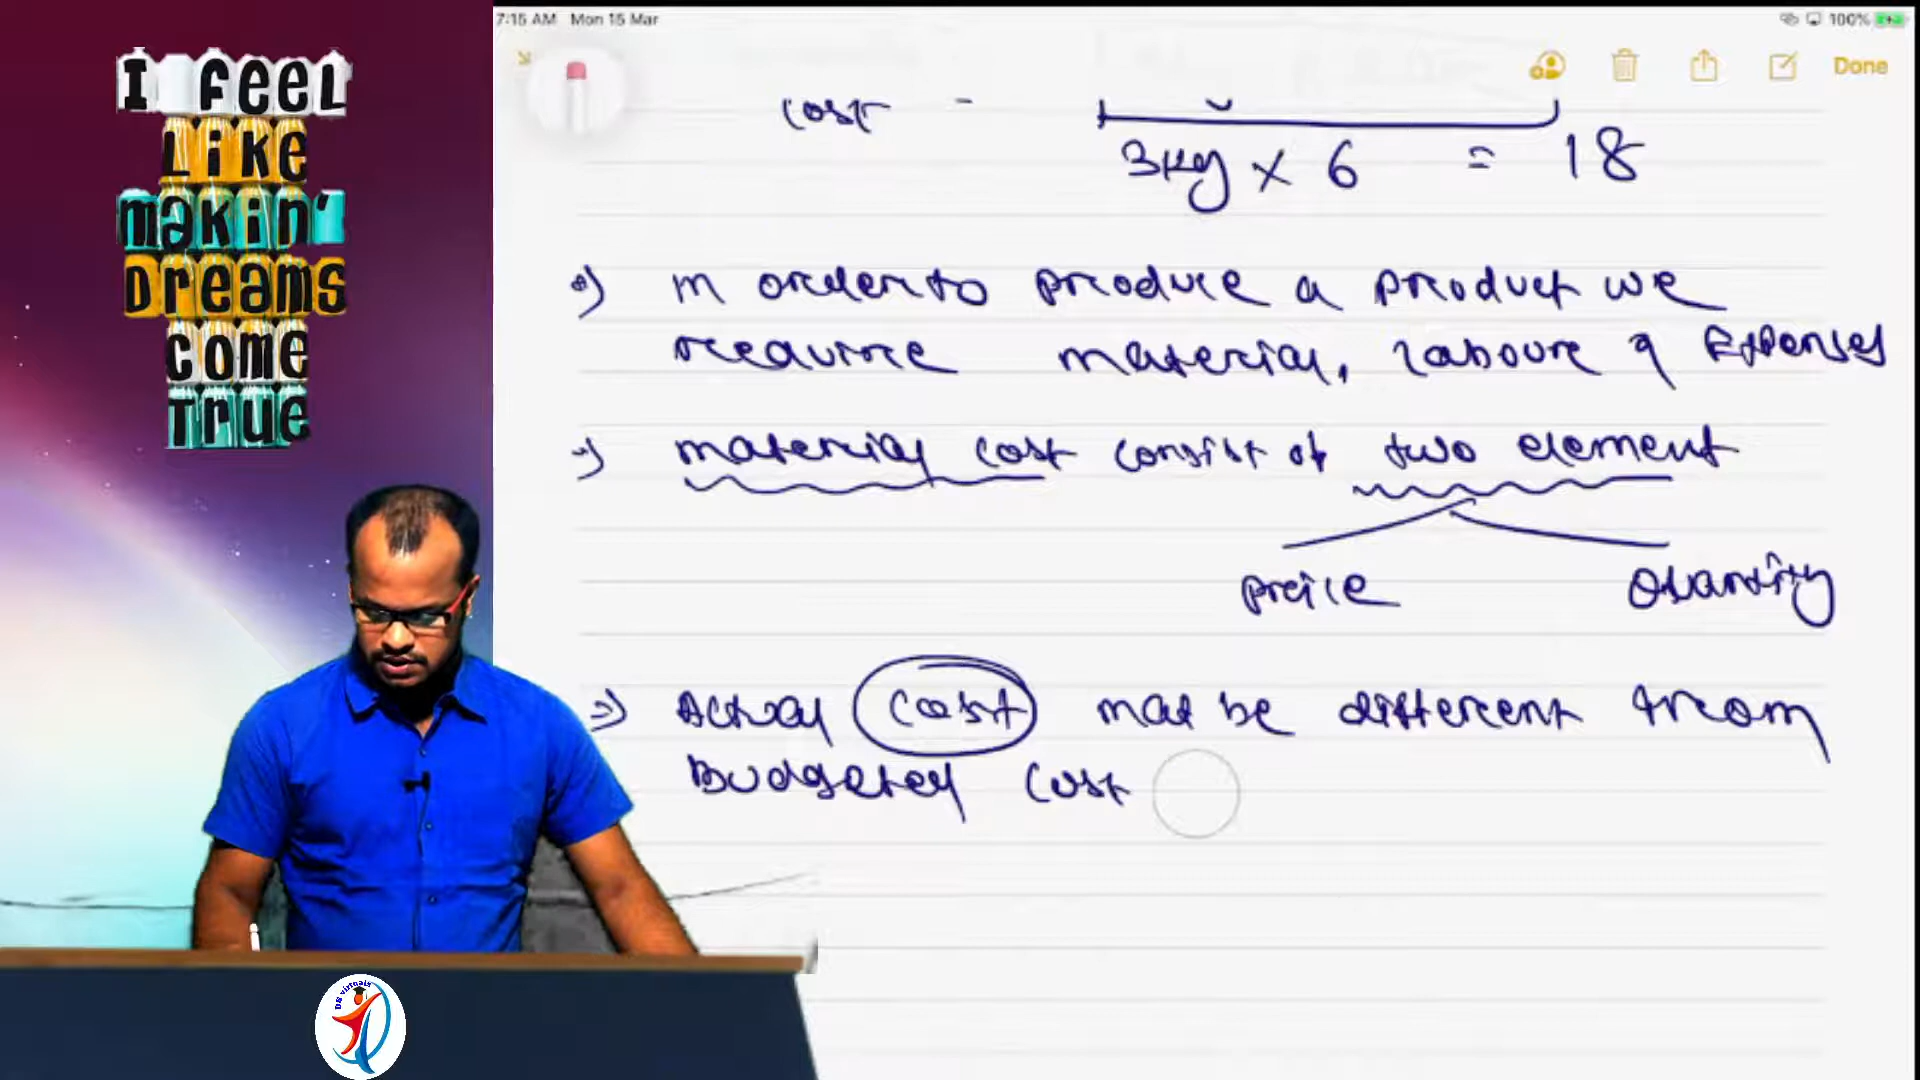 7:15 AM Mon 15 Mar
100%
Done
I feel
Like
makin'
Dreams
come
True
cost -
3kg × 6 = 18
In order to produce a product we
require material, labour & Expenses
material cost consist of two element
price quantity
Actual cost may be different from
Budgeted cost
DS Virtuals